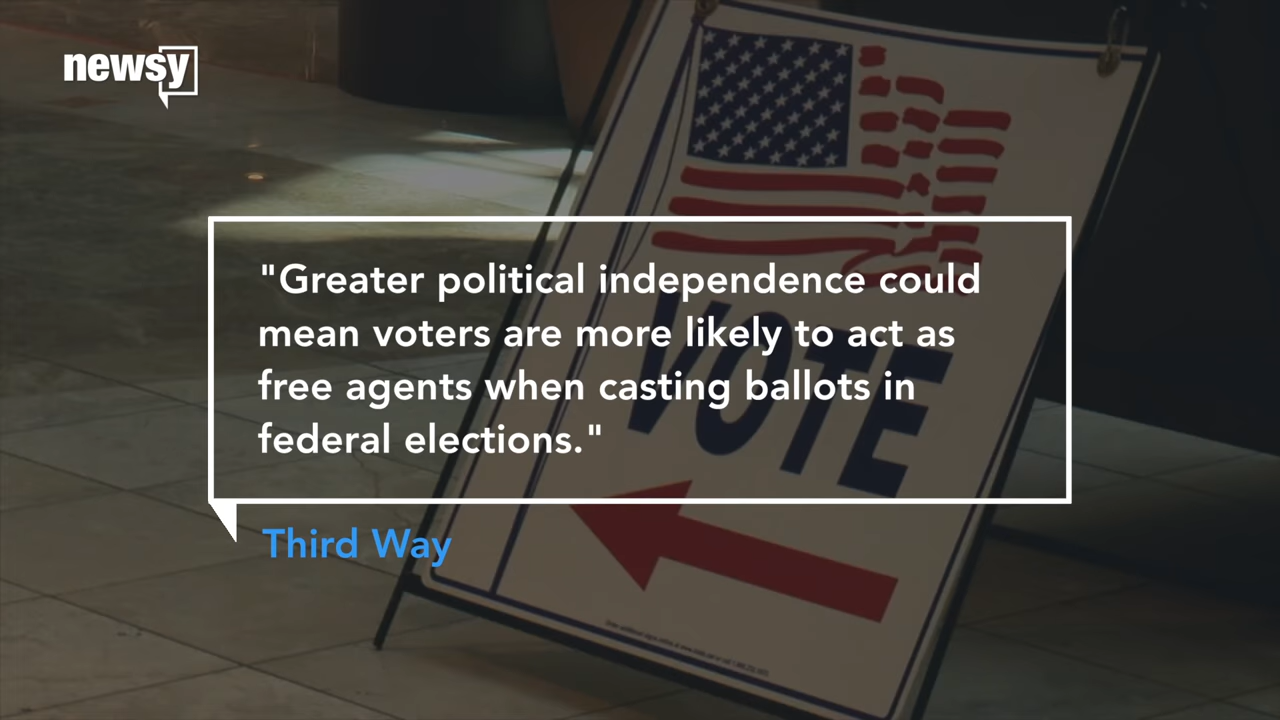 newsy
"Greater political independence could
mean voters are more likely to act as
free agents when casting ballots in
federal elections."
Third Way
VOTE